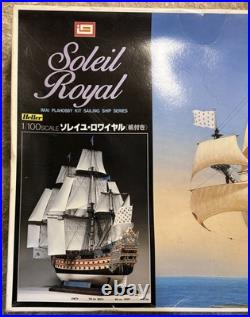 Soleil
Royal
IMAI PLAHOBBY KIT SAILING SHIP SERIES
Heller
1:100 SCALE ソレイユ・ロワイヤル(帆付き)